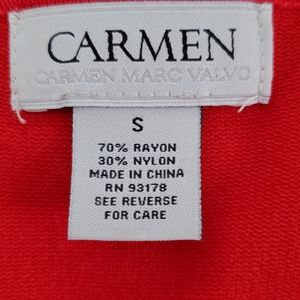 CARMEN
CARMEN MARC VALVO
S
70% RAYON
30% NYLON
MADE IN CHINA
RN 93178
SEE REVERSE
FOR CARE